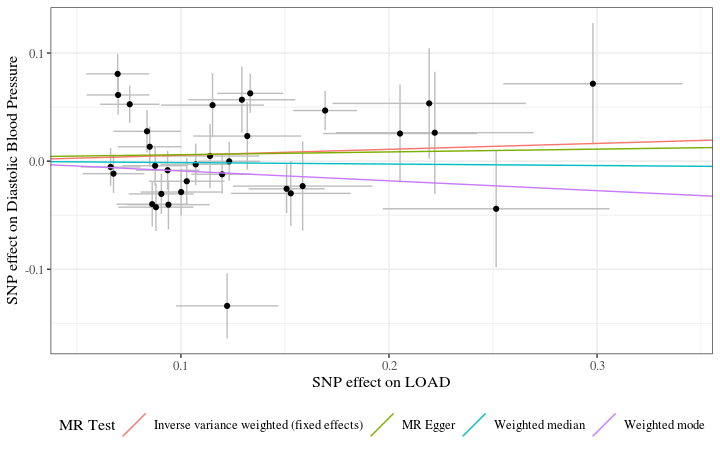 SNP effect on Diastolic Blood Pressure
0.1
0.0
-0.1
0.1
0.2
0.3
SNP effect on LOAD
MR Test
Inverse variance weighted (fixed effects)
MR Egger
Weighted median
Weighted mode